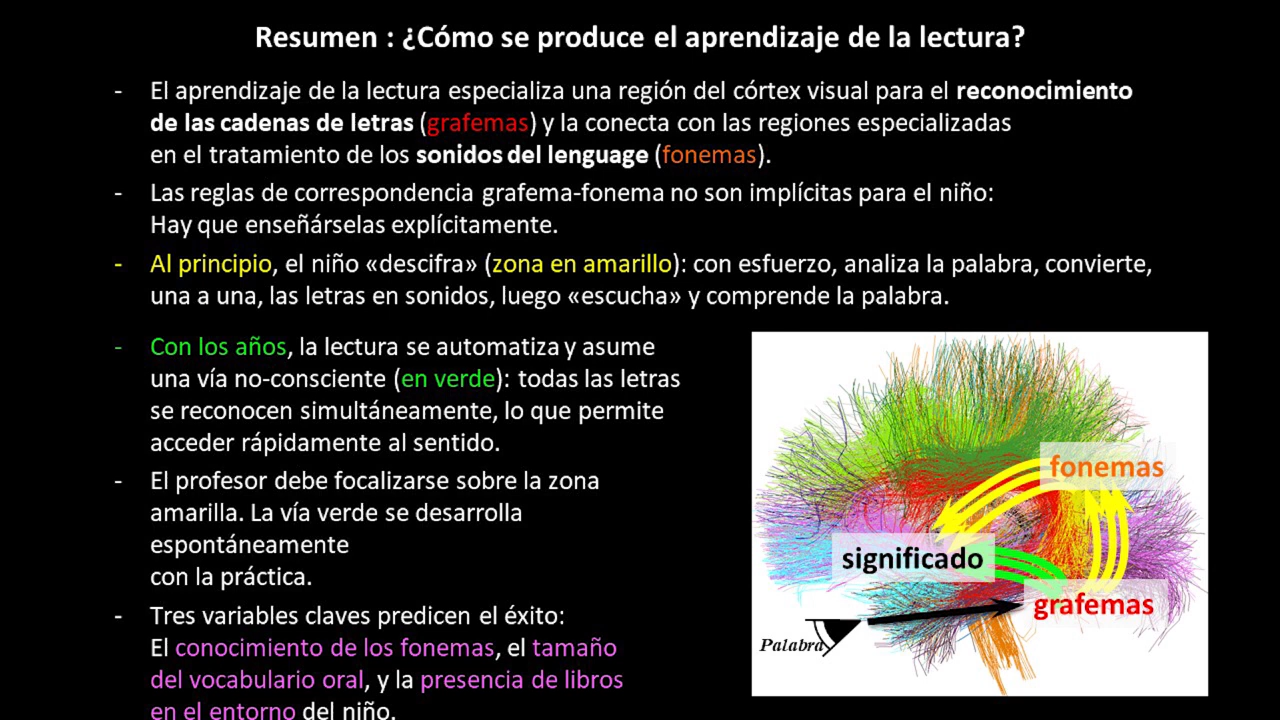 Resumen : ¿Cómo se produce el aprendizaje de la lectura?
- El aprendizaje de la lectura especializa una región del córtex visual para el reconocimiento
de las cadenas de letras (grafemas) y la conecta con las regiones especializadas
en el tratamiento de los sonidos del lenguage (fonemas).
- Las reglas de correspondencia grafema-fonema no son implícitas para el niño:
Hay que enseñárselas explícitamente.
- Al principio, el niño «descifra» (zona en amarillo): con esfuerzo, analiza la palabra, convierte,
una a una, las letras en sonidos, luego «escucha» y comprende la palabra.
- Con los años, la lectura se automatiza y asume
una vía no-consciente (en verde): todas las letras
se reconocen simultáneamente, lo que permite
acceder rápidamente al sentido.
- El profesor debe focalizarse sobre la zona
amarilla. La vía verde se desarrolla
espontáneamente
con la práctica.
- Tres variables claves predicen el éxito:
El conocimiento de los fonemas, el tamaño
del vocabulario oral, y la presencia de libros
en el entorno del niño.
fonemas
significado
grafemas
Palabra